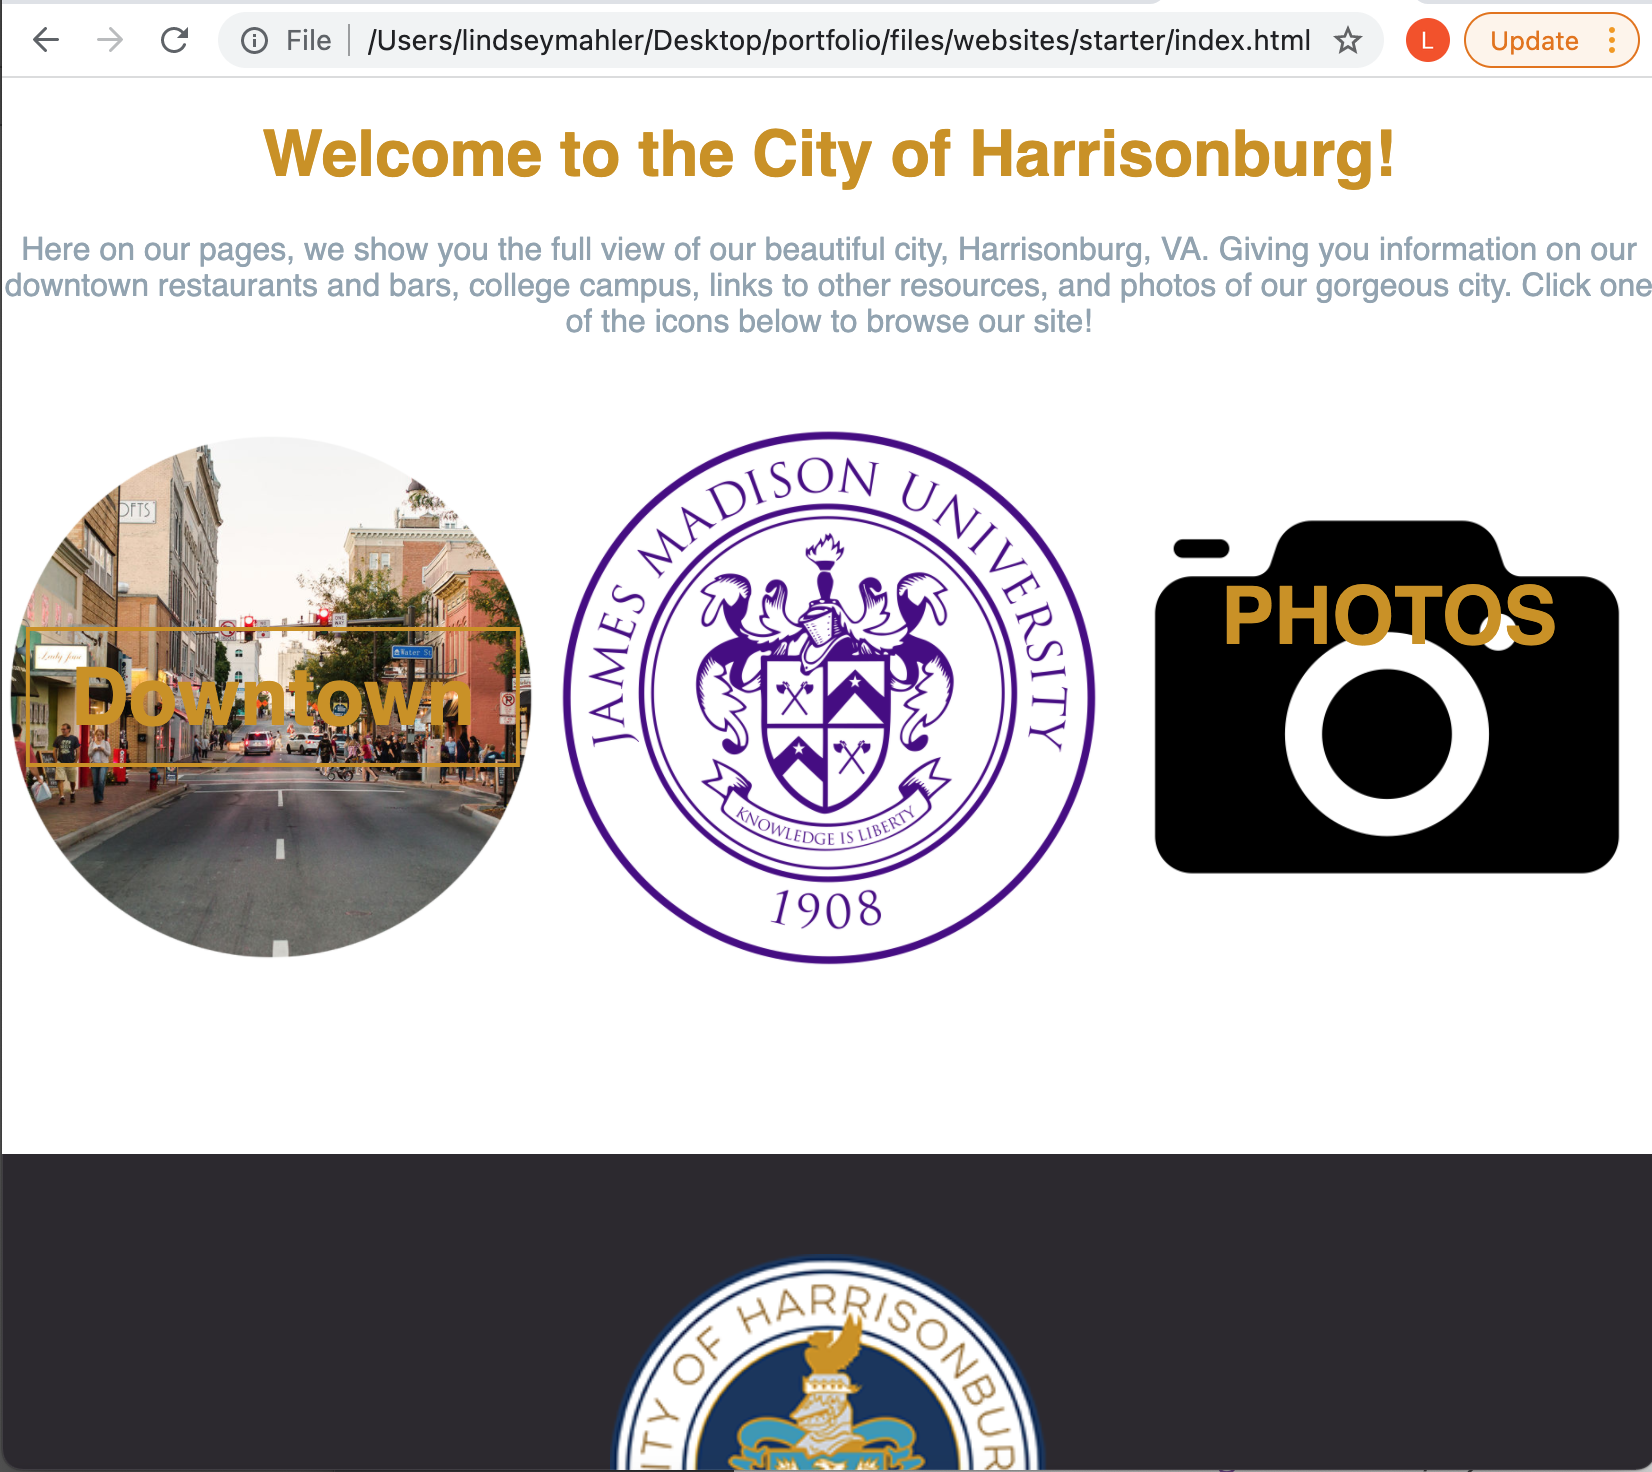 File
/Users/lindseymahler/Desktop/portfolio/files/websites/starter/index.html
L
Update
Welcome to the City of Harrisonburg!
Here on our pages, we show you the full view of our beautiful city, Harrisonburg, VA. Giving you information on our
downtown restaurants and bars, college campus, links to other resources, and photos of our gorgeous city. Click one
of the icons below to browse our site!
OFTS
Water St
Downtown
JAMES MADISON UNIVERSITY
KNOWLEDGE IS LIBERTY
1908
PHOTOS
ITY OF HARRISONBUR